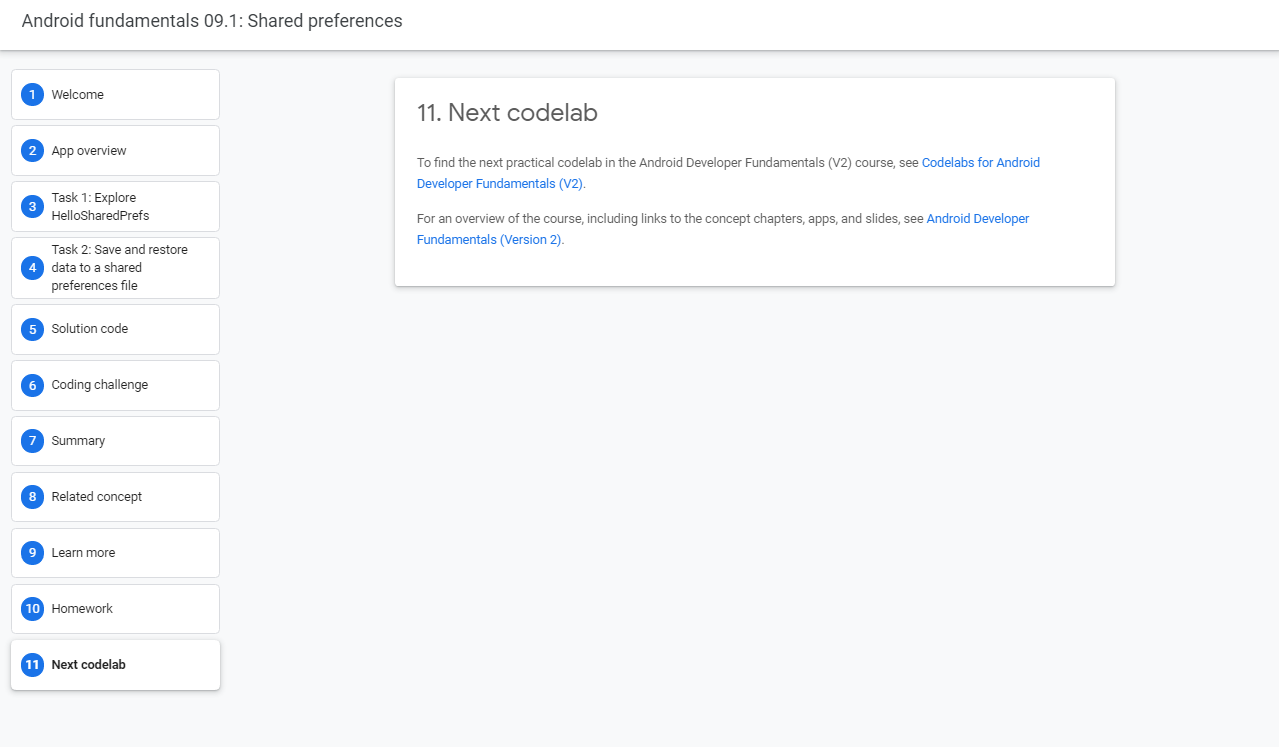 Android fundamentals 09.1: Shared preferences
1 Welcome
2 App overview
3 Task 1: Explore
HelloSharedPrefs
4 Task 2: Save and restore
data to a shared
preferences file
5 Solution code
6 Coding challenge
7 Summary
8 Related concept
9 Learn more
10 Homework
11 Next codelab
11. Next codelab
To find the next practical codelab in the Android Developer Fundamentals (V2) course, see Codelabs for Android
Developer Fundamentals (V2).
For an overview of the course, including links to the concept chapters, apps, and slides, see Android Developer
Fundamentals (Version 2).